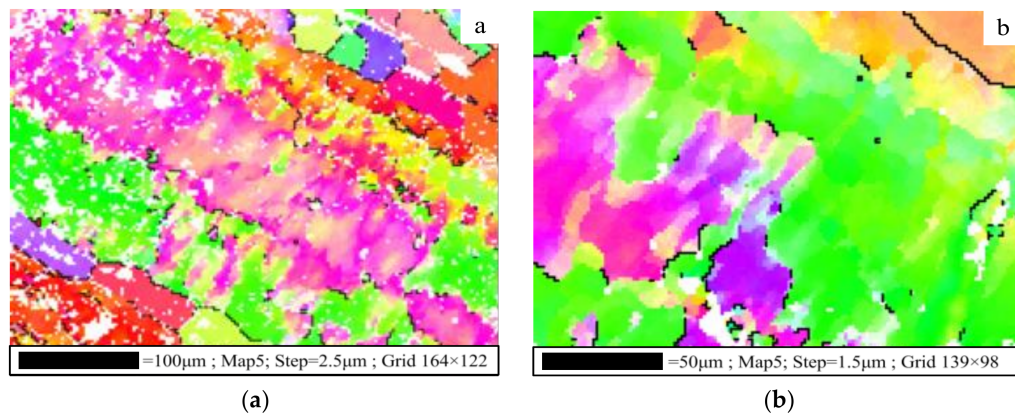 a
b
=100μm ; Map5; Step=2.5μm ; Grid 164×122
=50μm ; Map5; Step=1.5μm ; Grid 139×98
(a)
(b)